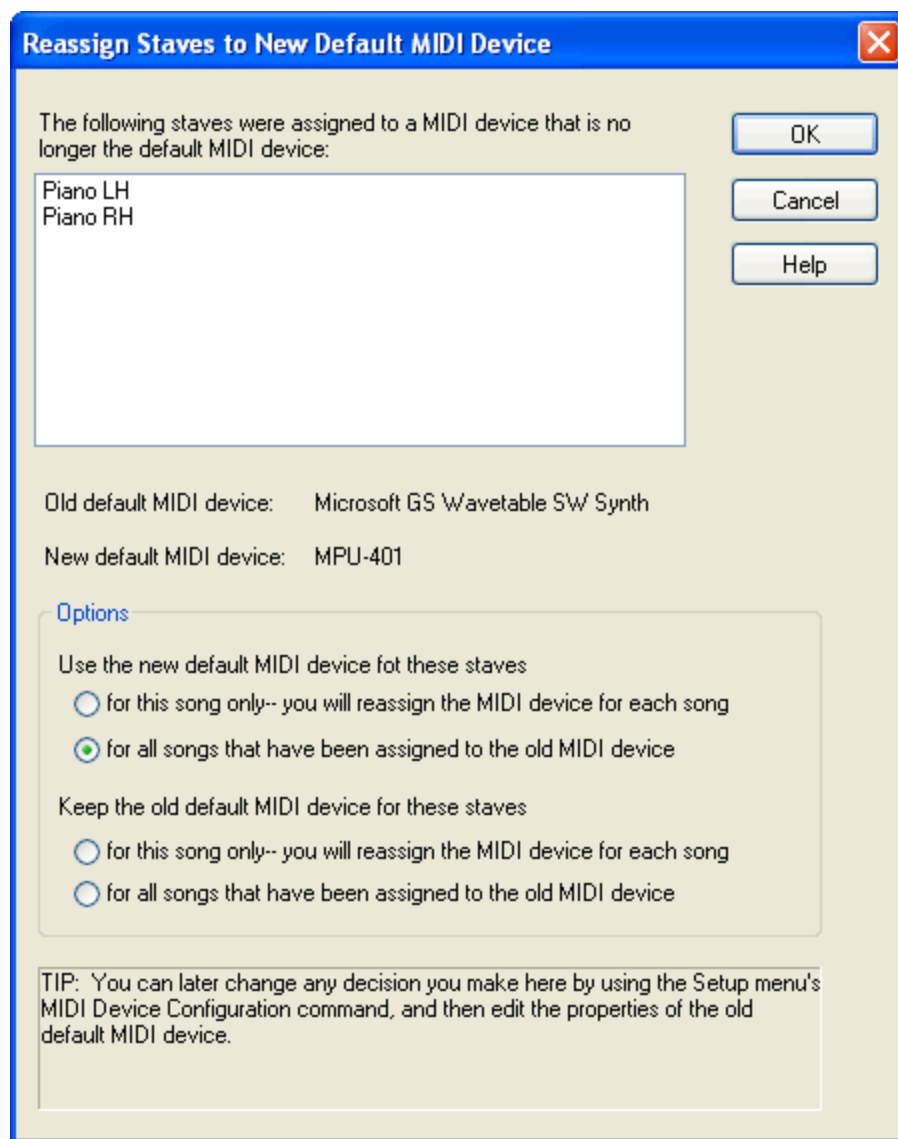 Reassign Staves to New Default MIDI Device
The following staves were assigned to a MIDI device that is no
longer the default MIDI device:
OK
Cancel
Help
Piano LH
Piano RH
Old default MIDI device: Microsoft GS Wavetable SW Synth
New default MIDI device: MPU-401
Options
Use the new default MIDI device fot these staves
for this song only-- you will reassign the MIDI device for each song
for all songs that have been assigned to the old MIDI device
Keep the old default MIDI device for these staves
for this song only-- you will reassign the MIDI device for each song
for all songs that have been assigned to the old MIDI device
TIP: You can later change any decision you make here by using the Setup menu's
MIDI Device Configuration command, and then edit the properties of the old
default MIDI device.